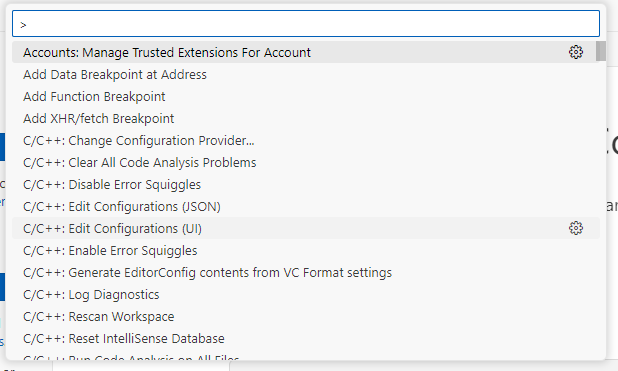 >
Accounts: Manage Trusted Extensions For Account
Add Data Breakpoint at Address
Add Function Breakpoint
Add XHR/fetch Breakpoint
C/C++: Change Configuration Provider...
C/C++: Clear All Code Analysis Problems
C/C++: Disable Error Squiggles
C/C++: Edit Configurations (JSON)
C/C++: Edit Configurations (UI)
C/C++: Enable Error Squiggles
C/C++: Generate EditorConfig contents from VC Format settings
C/C++: Log Diagnostics
C/C++: Rescan Workspace
C/C++: Reset IntelliSense Database
C/C++: Run Code Analysis on All Files